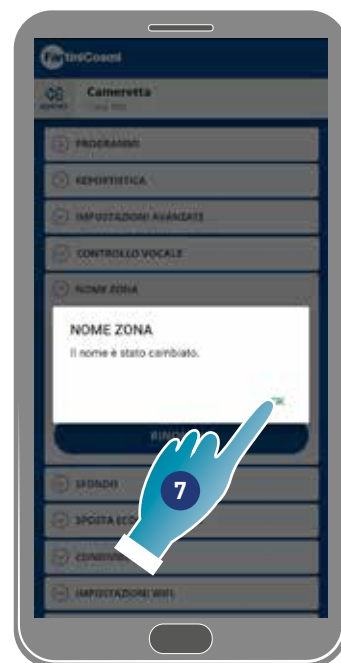 FantiniCosmi
Cameretta
PROGRAMMI
REPORTISTICA
IMPOSTAZIONI AVANZATE
CONTROLLO VOCALE
NOME ZONA
NOME ZONA
Il nome è stato cambiato.
OK
7
SFONDO
IMPOSTAZIONI WIFI